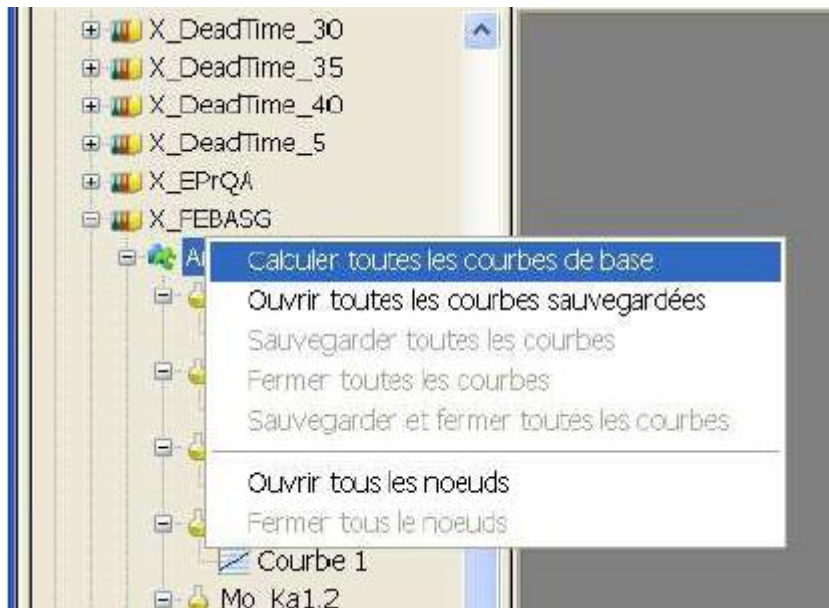 X_DeadTime_30
X_DeadTime_35
X_DeadTime_40
X_DeadTime_5
X_EPrQA
X_FEBASG
Calculer toutes les courbes de base
Ouvrir toutes les courbes sauvegardées
Sauvegarder toutes les courbes
Fermer toutes les courbes
Sauvegarder et fermer toutes les courbes
Ouvrir tous les noeuds
Fermer tous le noeuds
Courbe 1
Mo Ka1,2